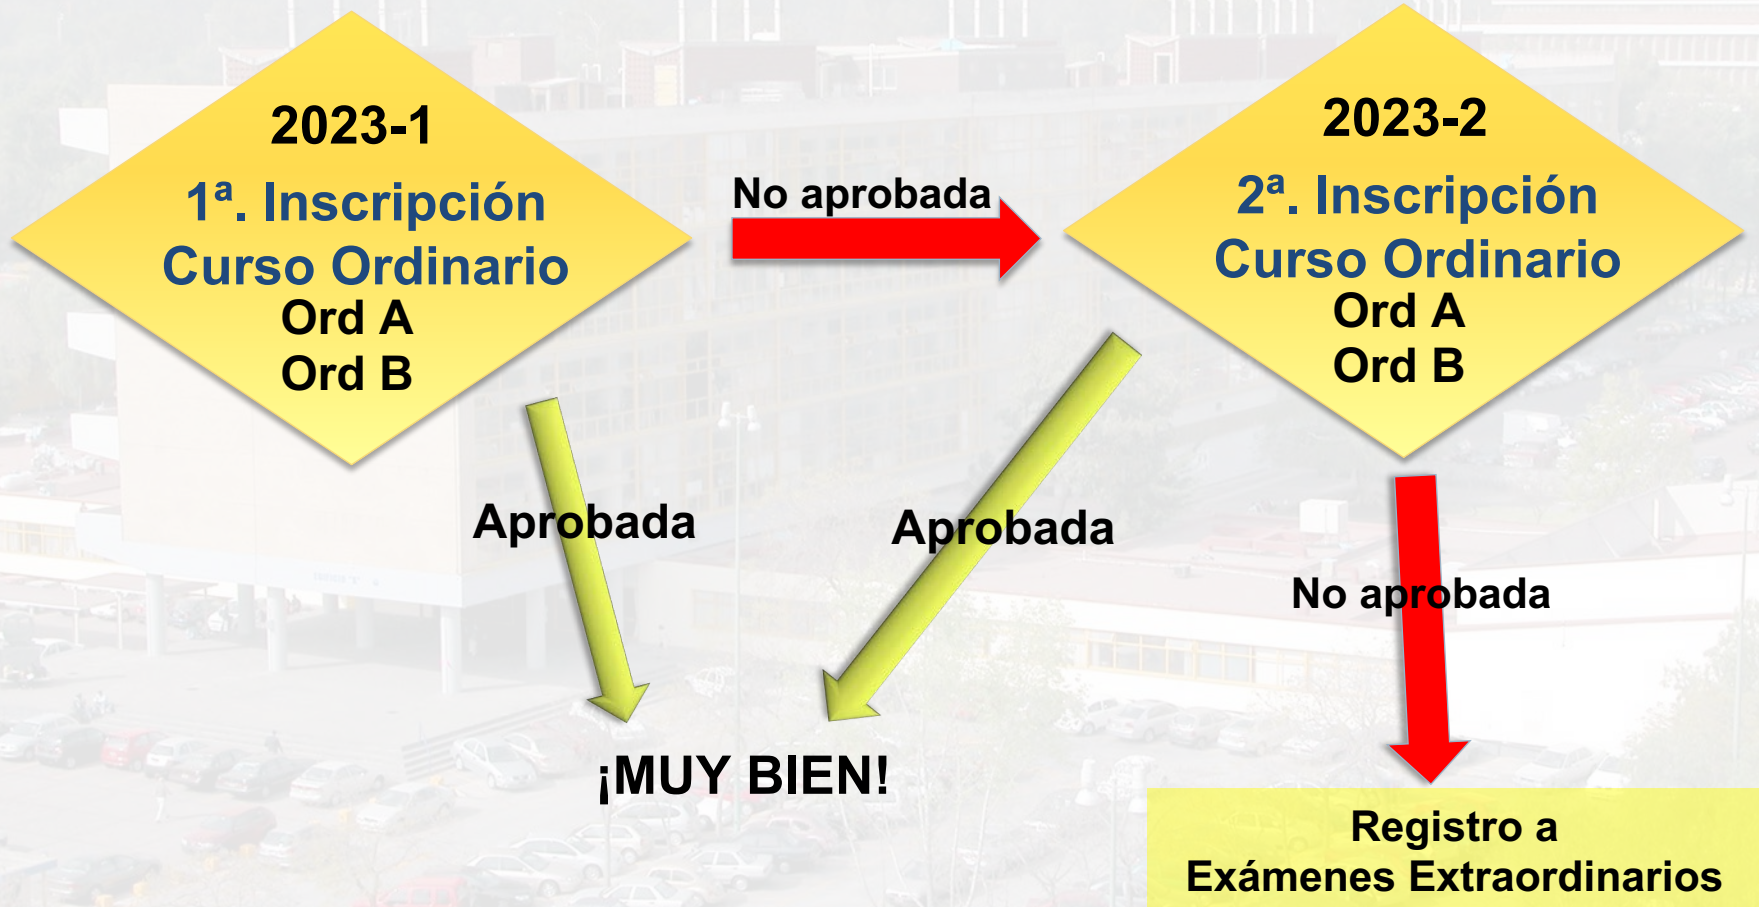 2023-1
1ª. Inscripción
Curso Ordinario
Ord A
Ord B
No aprobada
2023-2
2ª. Inscripción
Curso Ordinario
Ord A
Ord B
Aprobada
Aprobada
No aprobada
¡MUY BIEN!
Registro a
Exámenes Extraordinarios